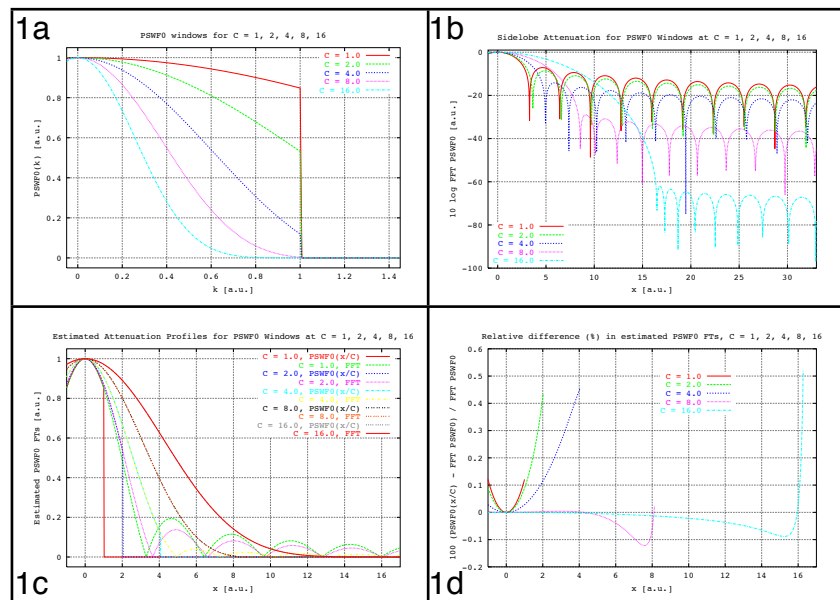 1a
PSWF0 windows for C = 1, 2, 4, 8, 16
C = 1.0
C = 2.0
C = 4.0
C = 8.0
C = 16.0
PSWF0(k) [a.u.]
1
0.8
0.6
0.4
0.2
0
0 0.2 0.4 0.6 0.8 1 1.2 1.4
k [a.u.]
1b
Sidelobe Attenuation for PSWF0 Windows at C = 1, 2, 4, 8, 16
10 log FFT PSWF0 [a.u.]
0
-20
-40
-60
-80
-100
C = 1.0
C = 2.0
C = 4.0
C = 8.0
C = 16.0
0 5 10 15 20 25 30
x [a.u.]
Estimated Attenuation Profiles for PSWF0 Windows at C = 1, 2, 4, 8, 16
C = 1.0, PSWF0(x/C)
C = 1.0, FFT
C = 2.0, PSWF0(x/C)
C = 2.0, FFT
C = 4.0, PSWF0(x/C)
C = 4.0, FFT
C = 8.0, PSWF0(x/C)
C = 8.0, FFT
C = 16.0, PSWF0(x/C)
C = 16.0, FFT
Estimated PSWF0 FTs [a.u.]
1
0.8
0.6
0.4
0.2
0
0 2 4 6 8 10 12 14 16
x [a.u.]
1c
Relative difference (%) in estimated PSWF0 FTs, C = 1, 2, 4, 8, 16
C = 1.0
C = 2.0
C = 4.0
C = 8.0
C = 16.0
100 (PSWF0(x/C) - FFT PSWF0) / FFT PSWF0
0.6
0.5
0.4
0.3
0.2
0.1
0
-0.1
-0.2
0 2 4 6 8 10 12 14 16
x [a.u.]
1d